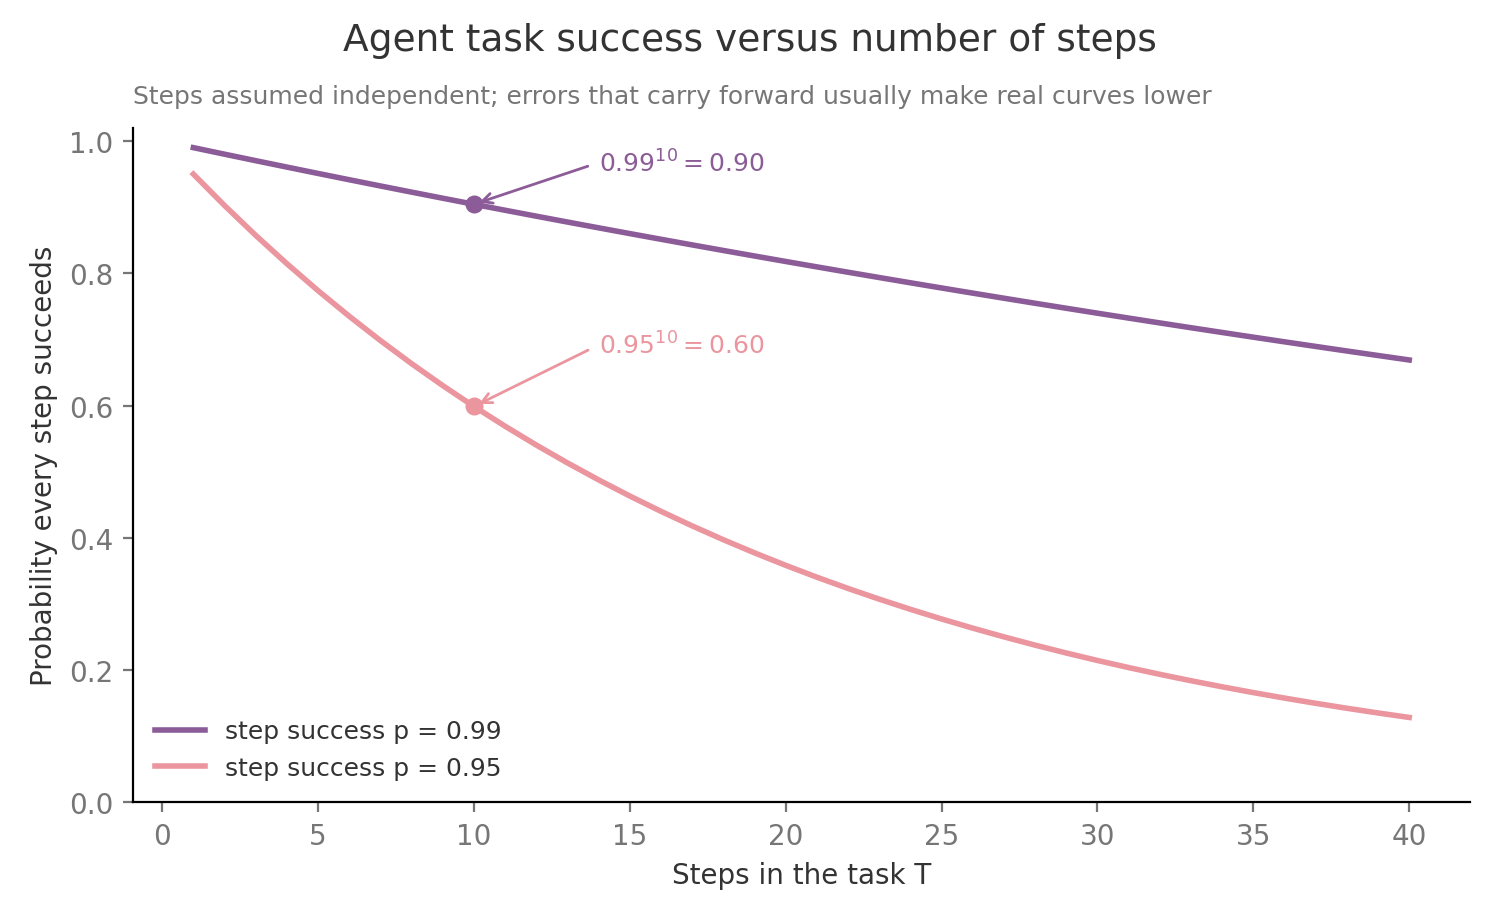 Agent task success versus number of steps
Steps assumed independent; errors that carry forward usually make real curves lower
Probability every step succeeds
1.0
0.8
0.6
0.4
0.2
0.0
0.99^10 = 0.90
0.95^10 = 0.60
step success p = 0.99
step success p = 0.95
0 5 10 15 20 25 30 35 40
Steps in the task T